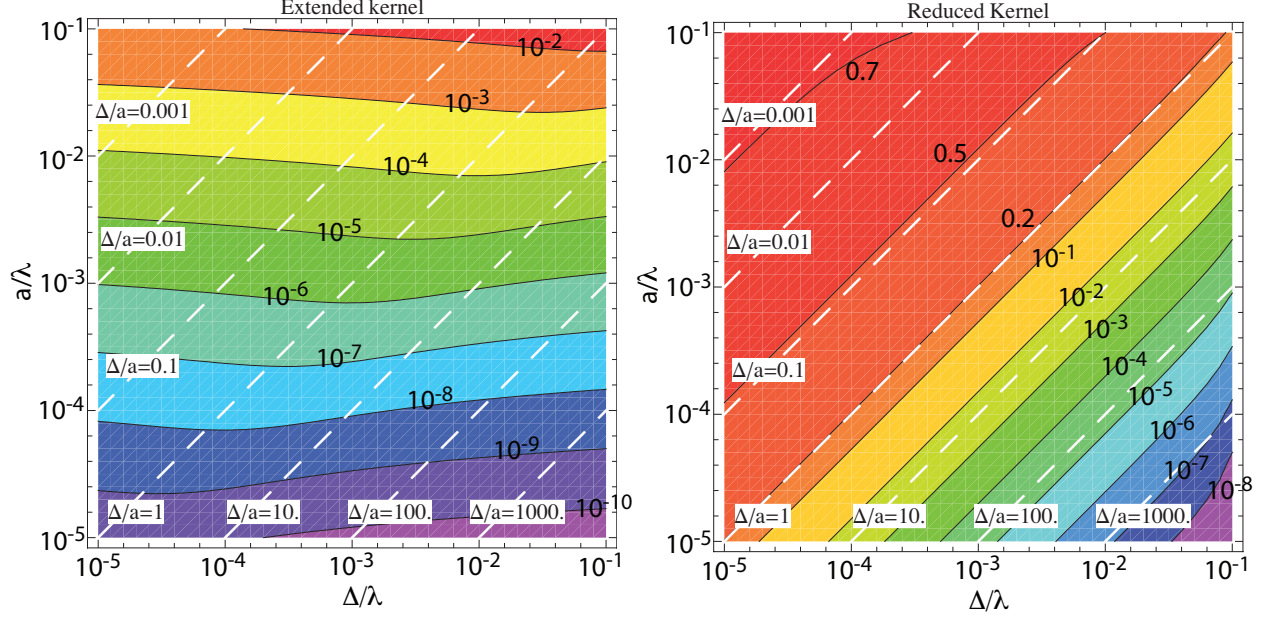 Extended kernel
10⁻¹
10⁻²
10⁻³
10⁻⁴
10⁻⁵
a/λ
10⁻²
10⁻³
Δ/a=0.001
10⁻⁴
10⁻⁵
Δ/a=0.01
10⁻⁶
10⁻⁷
Δ/a=0.1
10⁻⁸
10⁻⁹
10⁻¹⁰
Δ/a=1
Δ/a=10.
Δ/a=100.
Δ/a=1000.
10⁻⁵
10⁻⁴
10⁻³
10⁻²
10⁻¹
Δ/λ
Reduced Kernel
10⁻¹
10⁻²
10⁻³
10⁻⁴
10⁻⁵
a/λ
0.7
Δ/a=0.001
0.5
0.2
Δ/a=0.01
10⁻¹
10⁻²
10⁻³
Δ/a=0.1
10⁻⁴
10⁻⁵
10⁻⁶
10⁻⁷
10⁻⁸
Δ/a=1
Δ/a=10.
Δ/a=100.
Δ/a=1000.
10⁻⁵
10⁻⁴
10⁻³
10⁻²
10⁻¹
Δ/λ